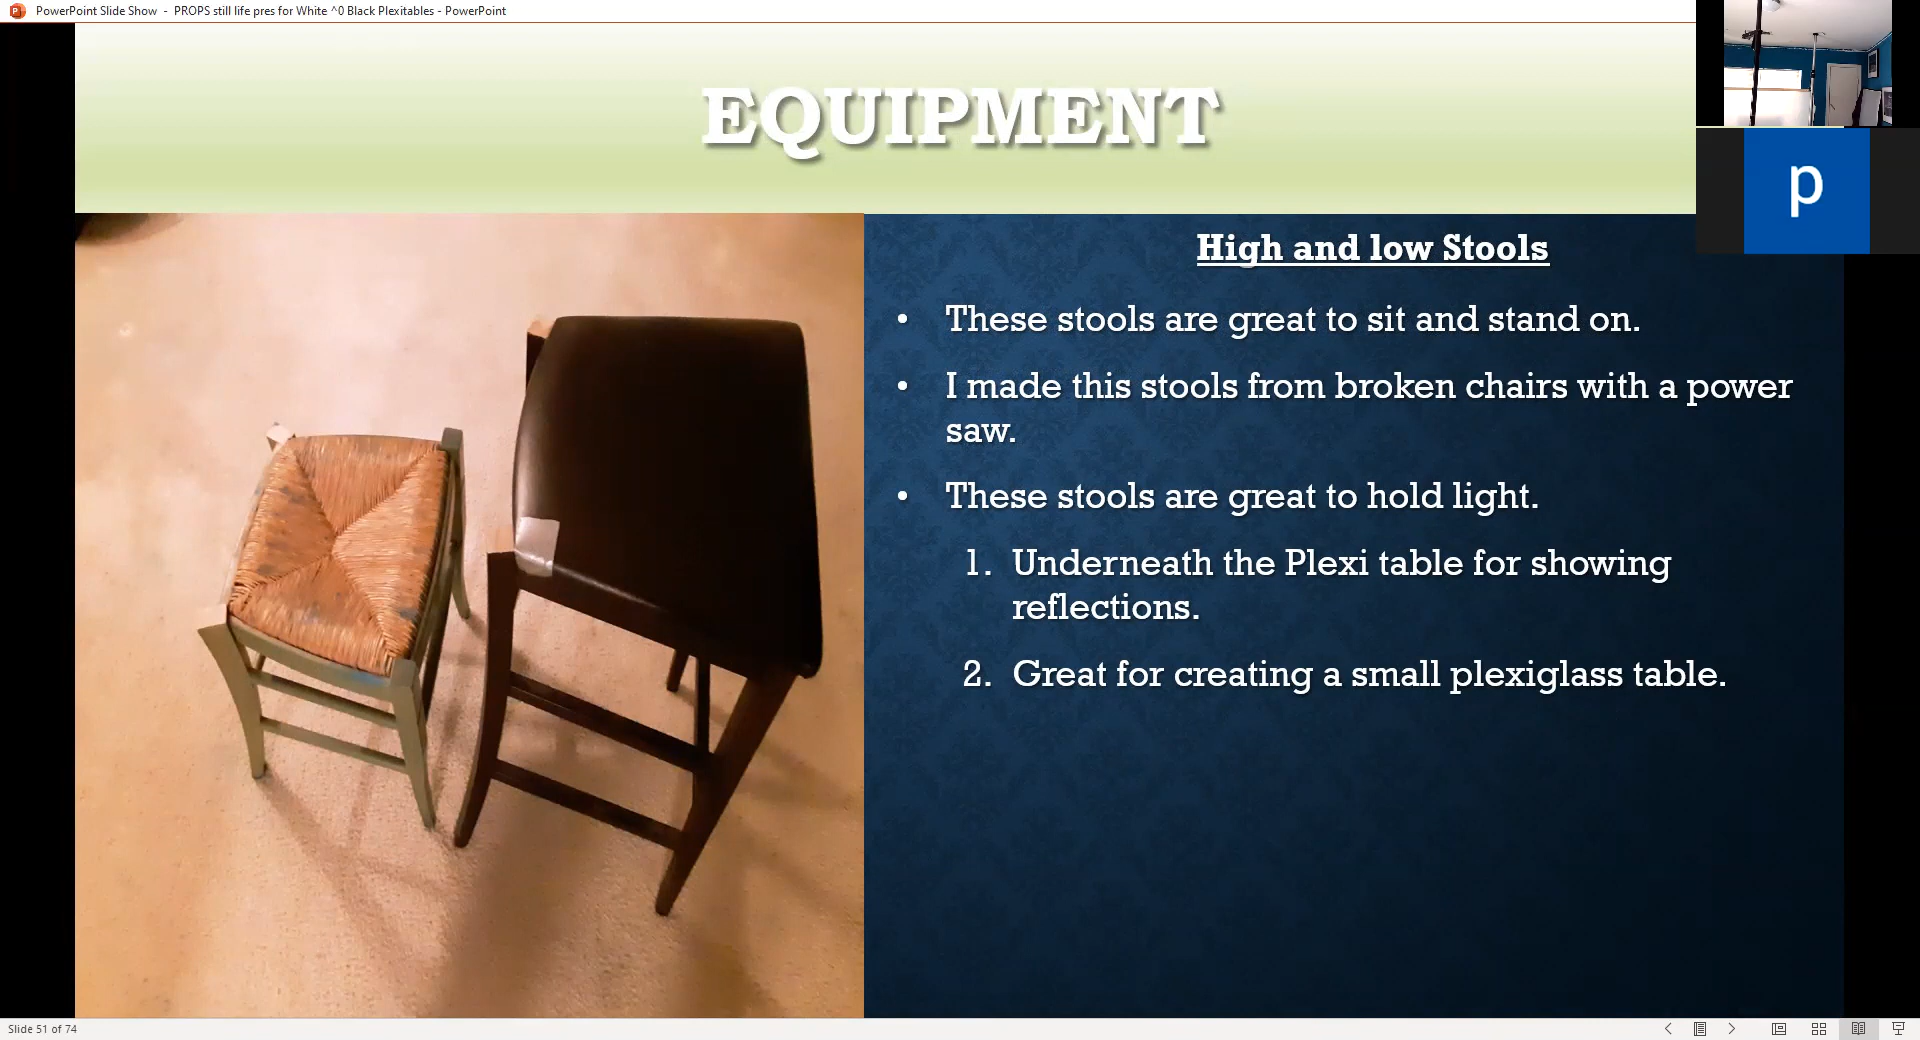 PowerPoint Slide Show - PROPS still life pres for White ^0 Black Plexitables - PowerPoint
EQUIPMENT
p
High and low Stools
• These stools are great to sit and stand on.
• I made this stools from broken chairs with a power
saw.
• These stools are great to hold light.
1. Underneath the Plexi table for showing
reflections.
2. Great for creating a small plexiglass table.
Slide 51 of 74